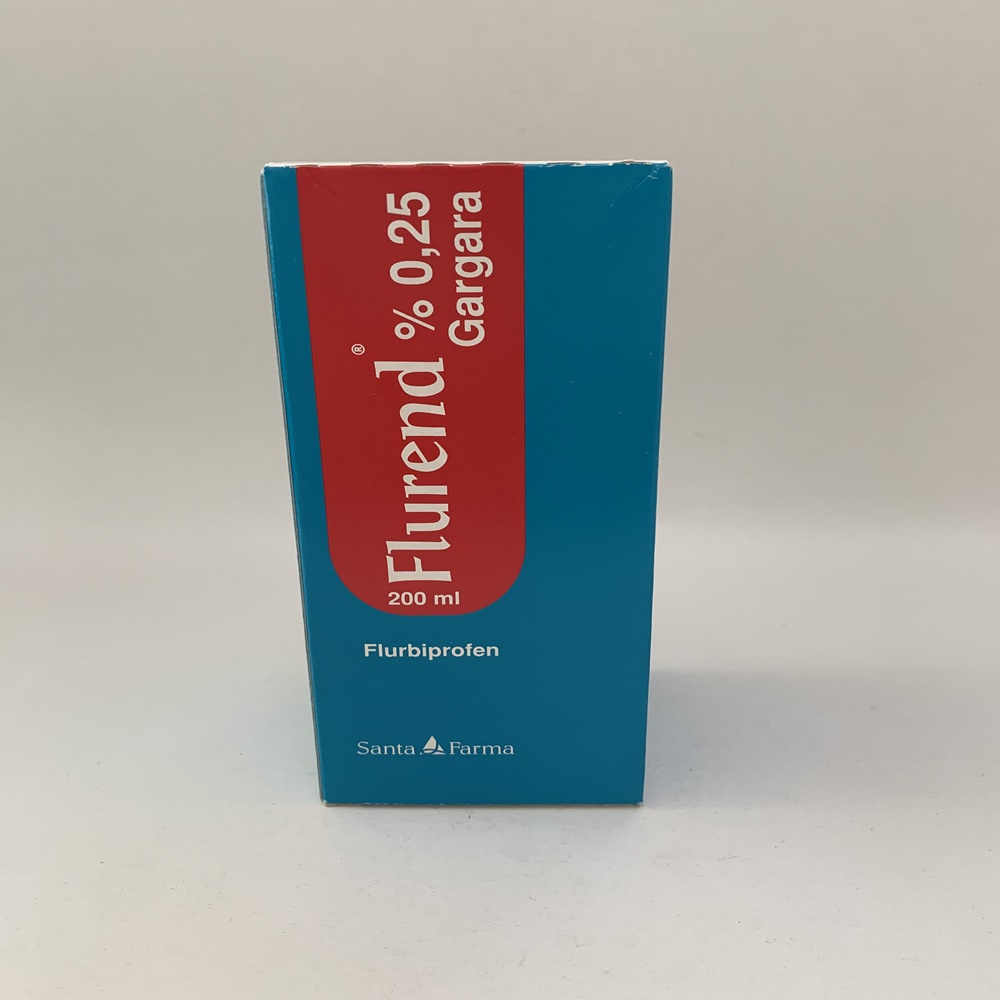 Flurend® % 0,25
Gargara
200 ml
Flurbiprofen
Santa Farma